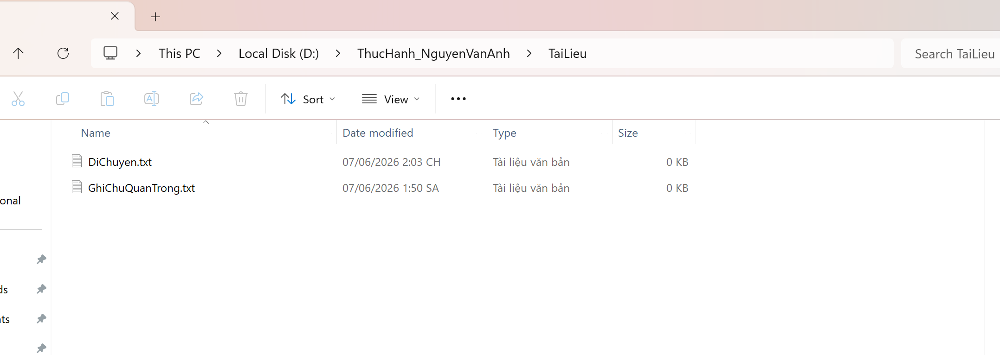 This PC > Local Disk (D:) > ThucHanh_NguyenVanAnh > TaiLieu
Search TaiLieu
Sort
View
Name
Date modified
Type
Size
DiChuyen.txt 07/06/2026 2:03 CH Tài liệu văn bản 0 KB
GhiChuQuanTrong.txt 07/06/2026 1:50 SA Tài liệu văn bản 0 KB
onal
ds
nts